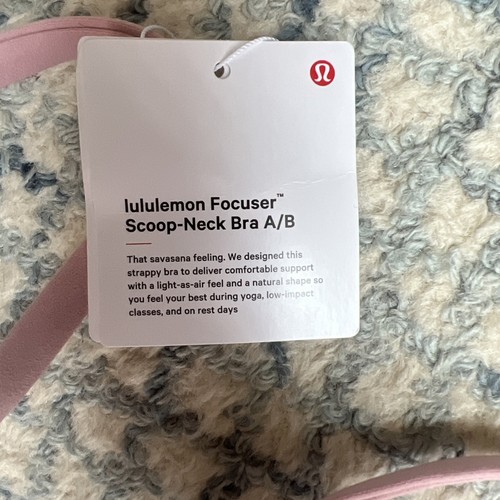 lululemon Focuser™
Scoop-Neck Bra A/B
That savasana feeling. We designed this
strappy bra to deliver comfortable support
with a light-as-air feel and a natural shape so
you feel your best during yoga, low-impact
classes, and on rest days